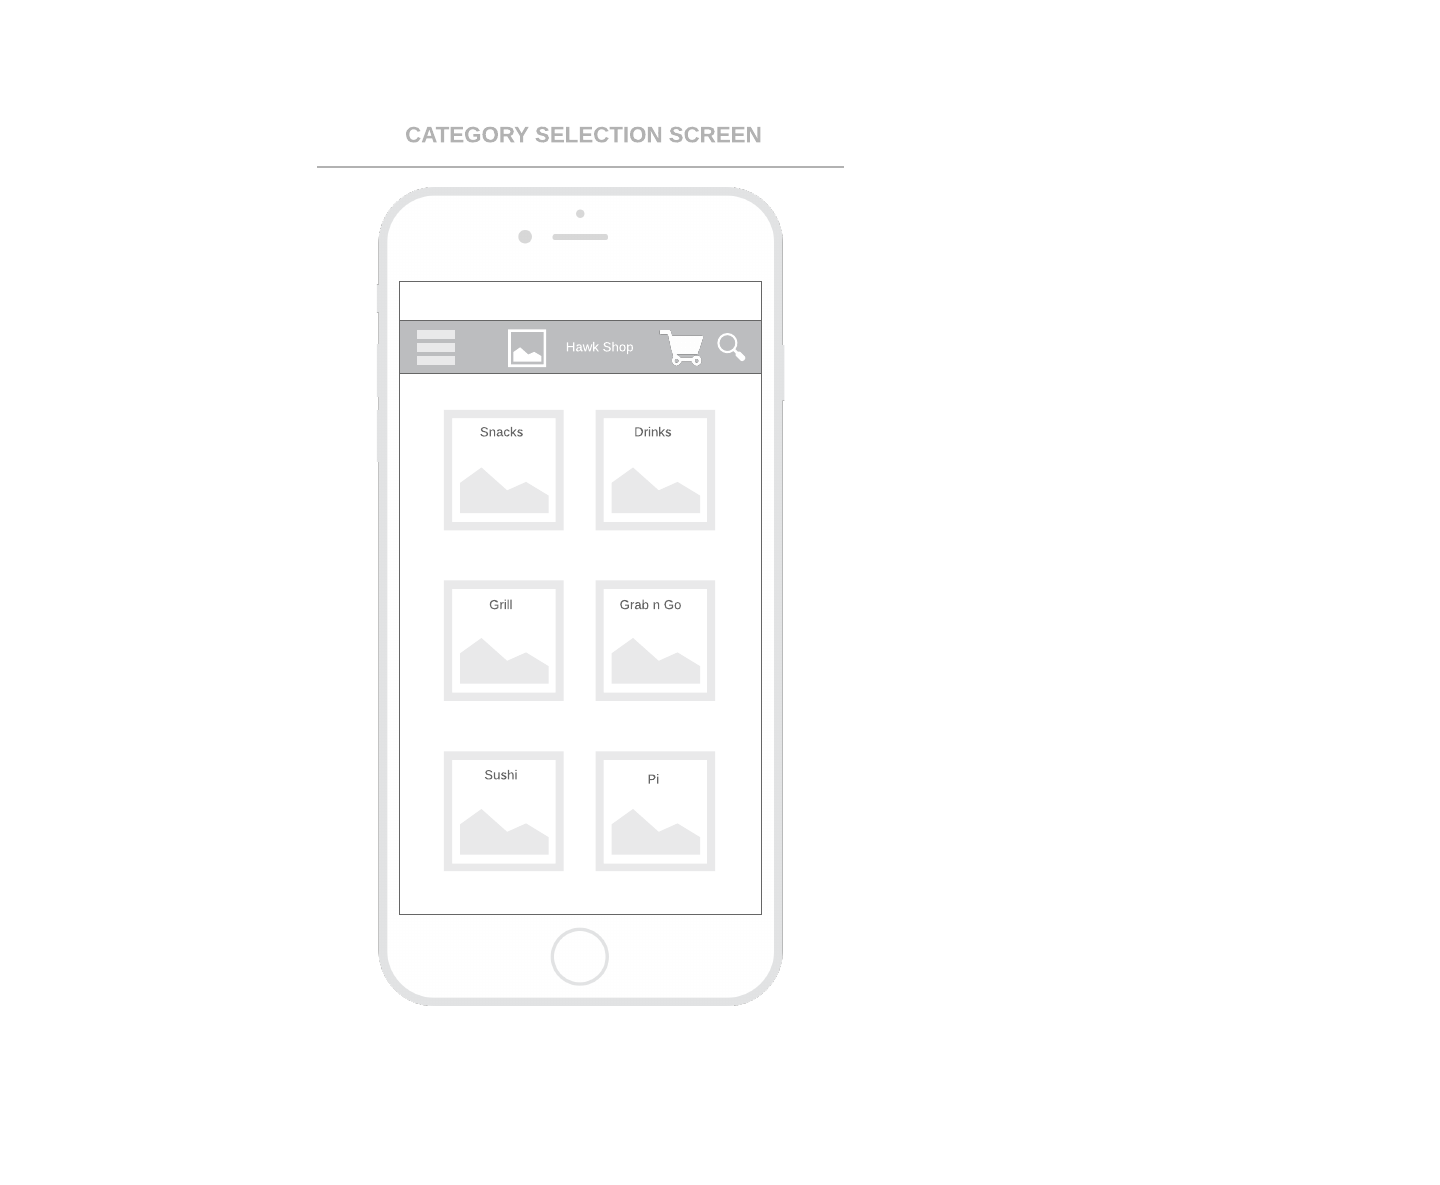 CATEGORY SELECTION SCREEN
Hawk Shop
Snacks
Drinks
Grill
Grab n Go
Sushi
Pi